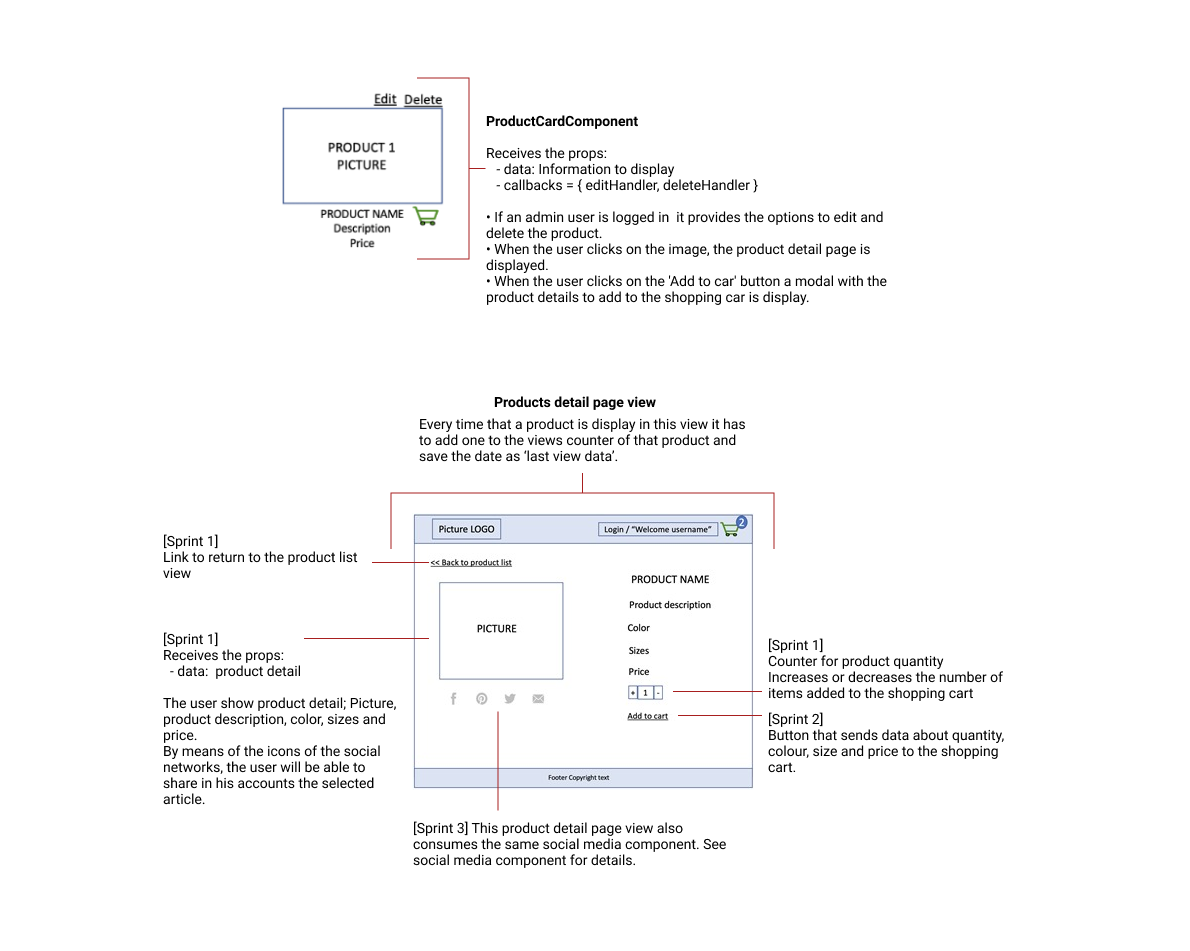 Edit Delete
PRODUCT 1
PICTURE
PRODUCT NAME
Description
Price
ProductCardComponent
Receives the props:
- data: Information to display
- callbacks = { editHandler, deleteHandler }
• If an admin user is logged in  it provides the options to edit and
delete the product.
• When the user clicks on the image, the product detail page is
displayed.
• When the user clicks on the 'Add to car' button a modal with the
product details to add to the shopping car is display.
Products detail page view
Every time that a product is display in this view it has
to add one to the views counter of that product and
save the date as ‘last view data’.
[Sprint 1]
Link to return to the product list
view
[Sprint 1]
Receives the props:
- data:  product detail
The user show product detail; Picture,
product description, color, sizes and
price.
By means of the icons of the social
networks, the user will be able to
share in his accounts the selected
article.
Picture LOGO
Login / “Welcome username”
2
<< Back to product list
PICTURE
PRODUCT NAME
Product description
Color
Sizes
Price
+ 1 -
Add to cart
Footer Copyright text
[Sprint 1]
Counter for product quantity
Increases or decreases the number of
items added to the shopping cart
[Sprint 2]
Button that sends data about quantity,
colour, size and price to the shopping
cart.
[Sprint 3] This product detail page view also
consumes the same social media component. See
social media component for details.